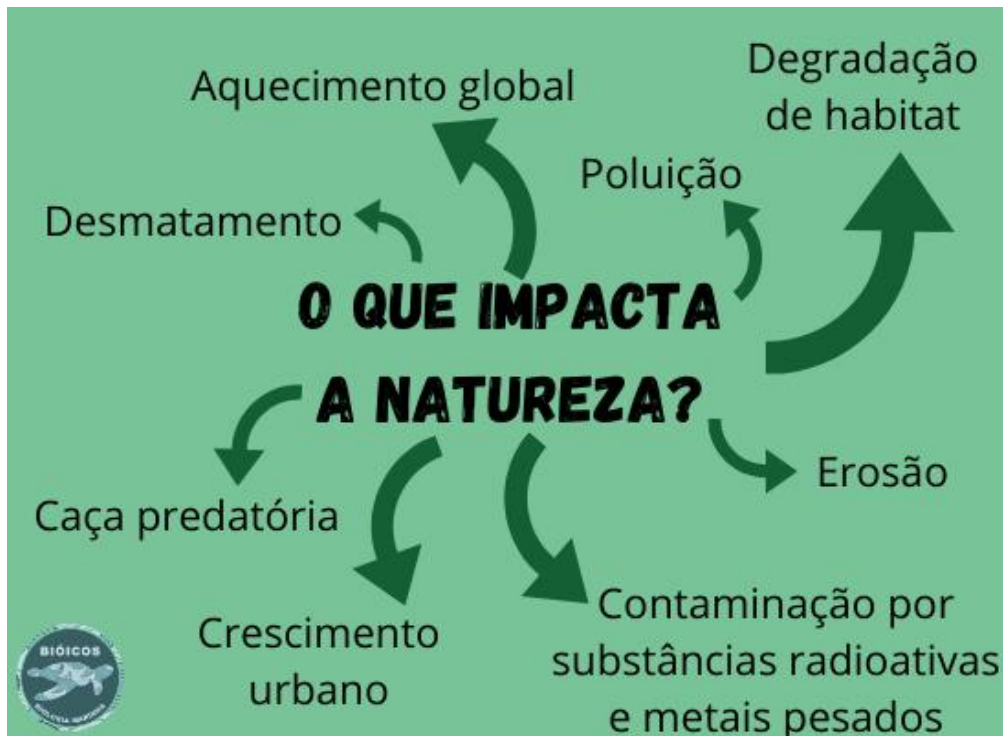 Aquecimento global
Degradação
de habitat
Poluição
Desmatamento
O QUE IMPACTA
A NATUREZA?
Erosão
Caça predatória
Crescimento
urbano
Contaminação por
substâncias radioativas
e metais pesados
BIÓICOS